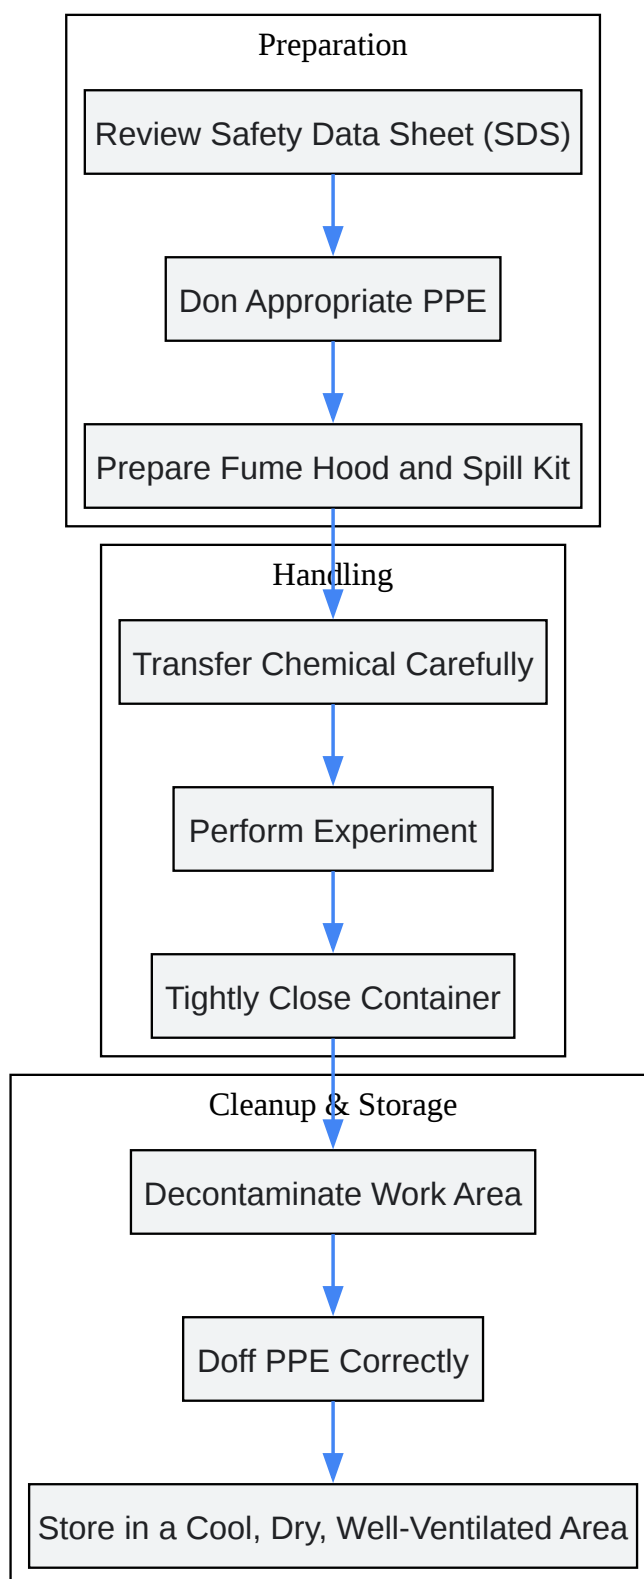 Preparation
Review Safety Data Sheet (SDS)
Don Appropriate PPE
Prepare Fume Hood and Spill Kit
Handling
Transfer Chemical Carefully
Perform Experiment
Tightly Close Container
Cleanup & Storage
Decontaminate Work Area
Doff PPE Correctly
Store in a Cool, Dry, Well-Ventilated Area